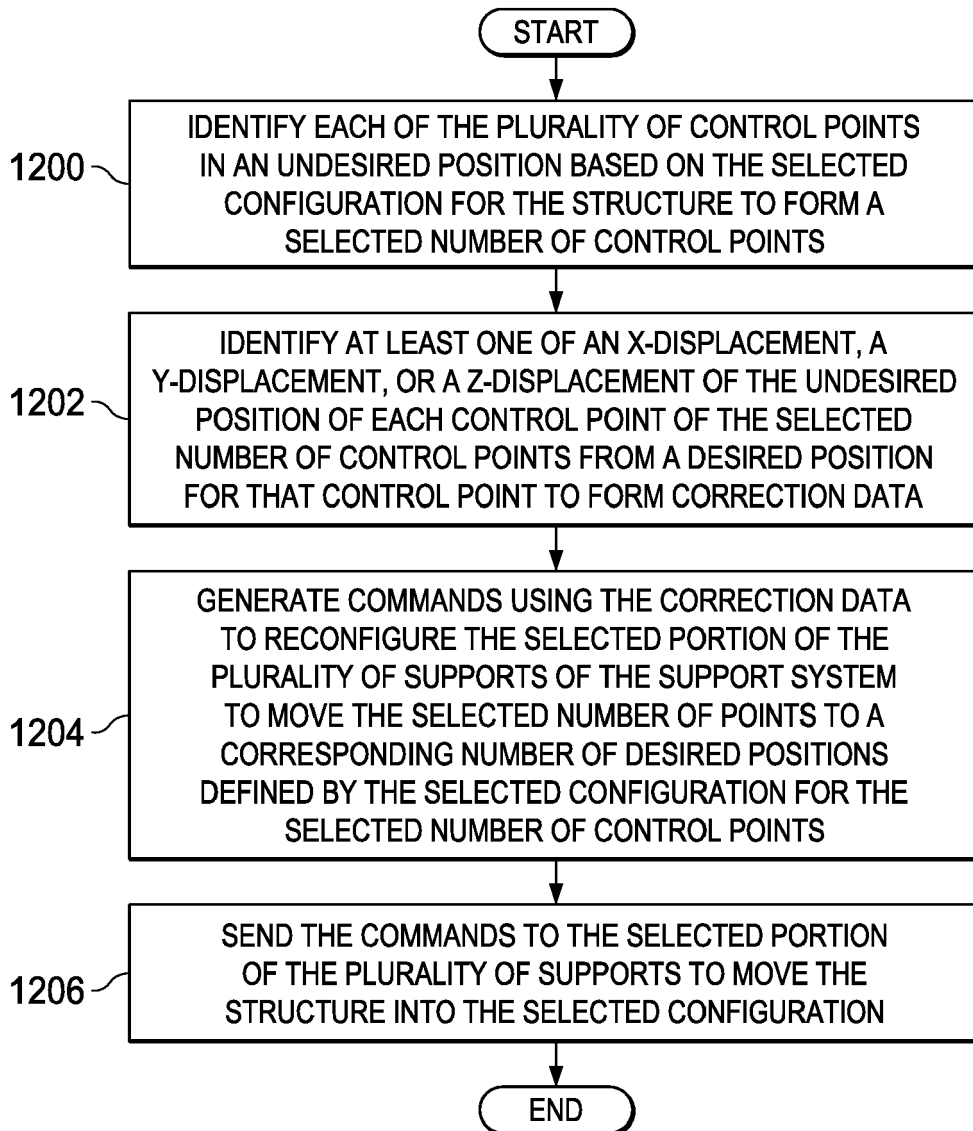 START
1200
IDENTIFY EACH OF THE PLURALITY OF CONTROL POINTS
IN AN UNDESIRED POSITION BASED ON THE SELECTED
CONFIGURATION FOR THE STRUCTURE TO FORM A
SELECTED NUMBER OF CONTROL POINTS
1202
IDENTIFY AT LEAST ONE OF AN X-DISPLACEMENT, A
Y-DISPLACEMENT, OR A Z-DISPLACEMENT OF THE UNDESIRED
POSITION OF EACH CONTROL POINT OF THE SELECTED
NUMBER OF CONTROL POINTS FROM A DESIRED POSITION
FOR THAT CONTROL POINT TO FORM CORRECTION DATA
1204
GENERATE COMMANDS USING THE CORRECTION DATA
TO RECONFIGURE THE SELECTED PORTION OF THE
PLURALITY OF SUPPORTS OF THE SUPPORT SYSTEM
TO MOVE THE SELECTED NUMBER OF POINTS TO A
CORRESPONDING NUMBER OF DESIRED POSITIONS
DEFINED BY THE SELECTED CONFIGURATION FOR THE
SELECTED NUMBER OF CONTROL POINTS
1206
SEND THE COMMANDS TO THE SELECTED PORTION
OF THE PLURALITY OF SUPPORTS TO MOVE THE
STRUCTURE INTO THE SELECTED CONFIGURATION
END